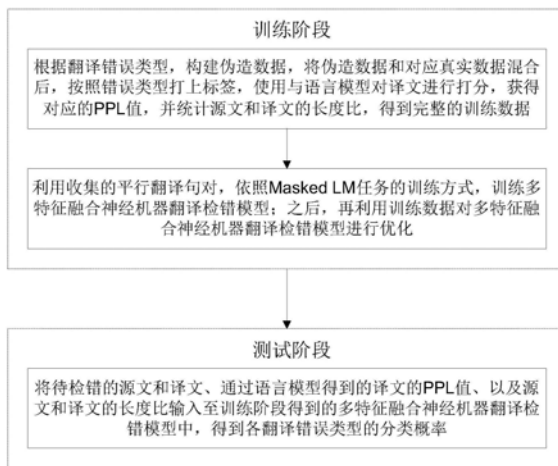 训练阶段
根据翻译错误类型，构建伪造数据，将伪造数据和对应真实数据混合
后，按照错误类型打上标签，使用与语言模型对译文进行打分，获得
对应的PPL值，并统计源文和译文的长度比，得到完整的训练数据
利用收集的平行翻译句对，依照Masked LM任务的训练方式，训练多
特征融合神经机器翻译检错模型；之后，再利用训练数据对多特征融
合神经机器翻译检错模型进行优化
测试阶段
将待检错的源文和译文、通过语言模型得到的译文的PPL值、以及源
文和译文的长度比输入至训练阶段得到的多特征融合神经机器翻译检
错模型中，得到各翻译错误类型的分类概率